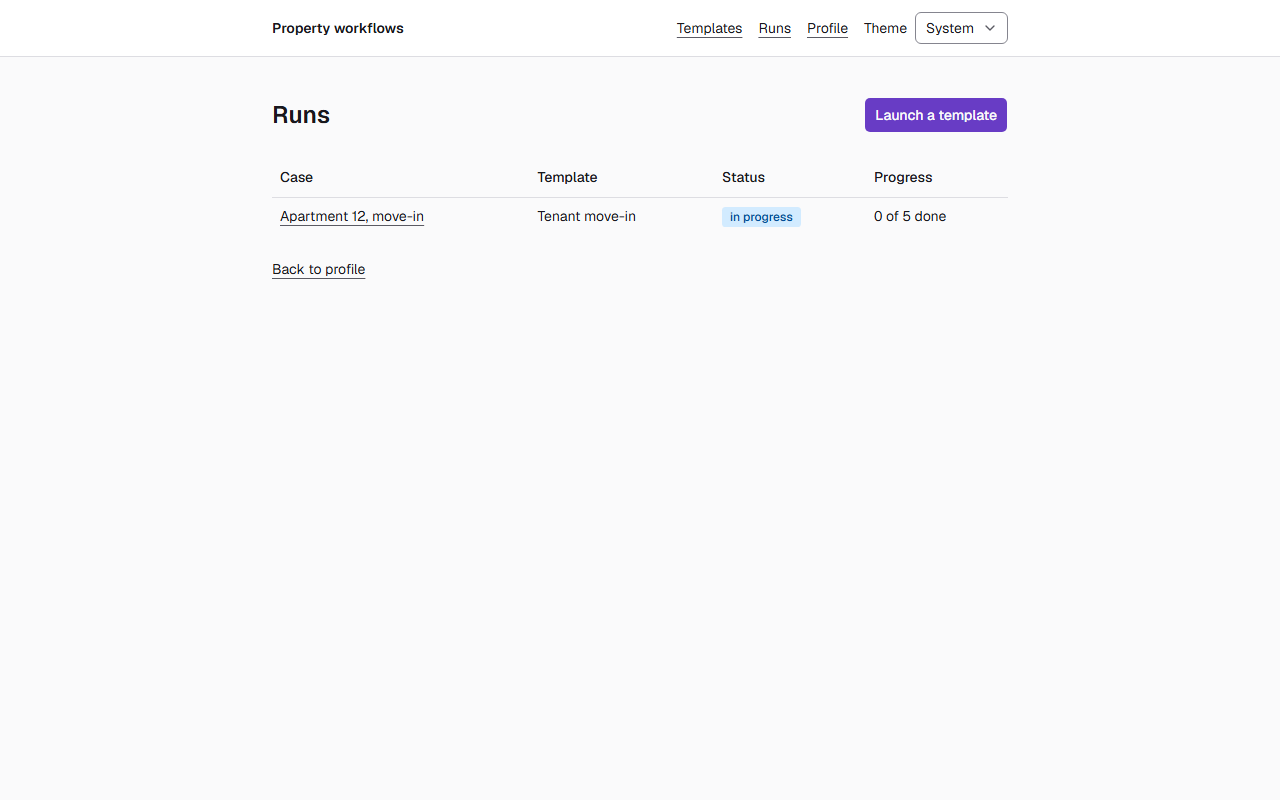 Property workflows
Templates Runs Profile Theme System
Runs
Launch a template
Case Template Status Progress
Apartment 12, move-in Tenant move-in in progress 0 of 5 done
Back to profile